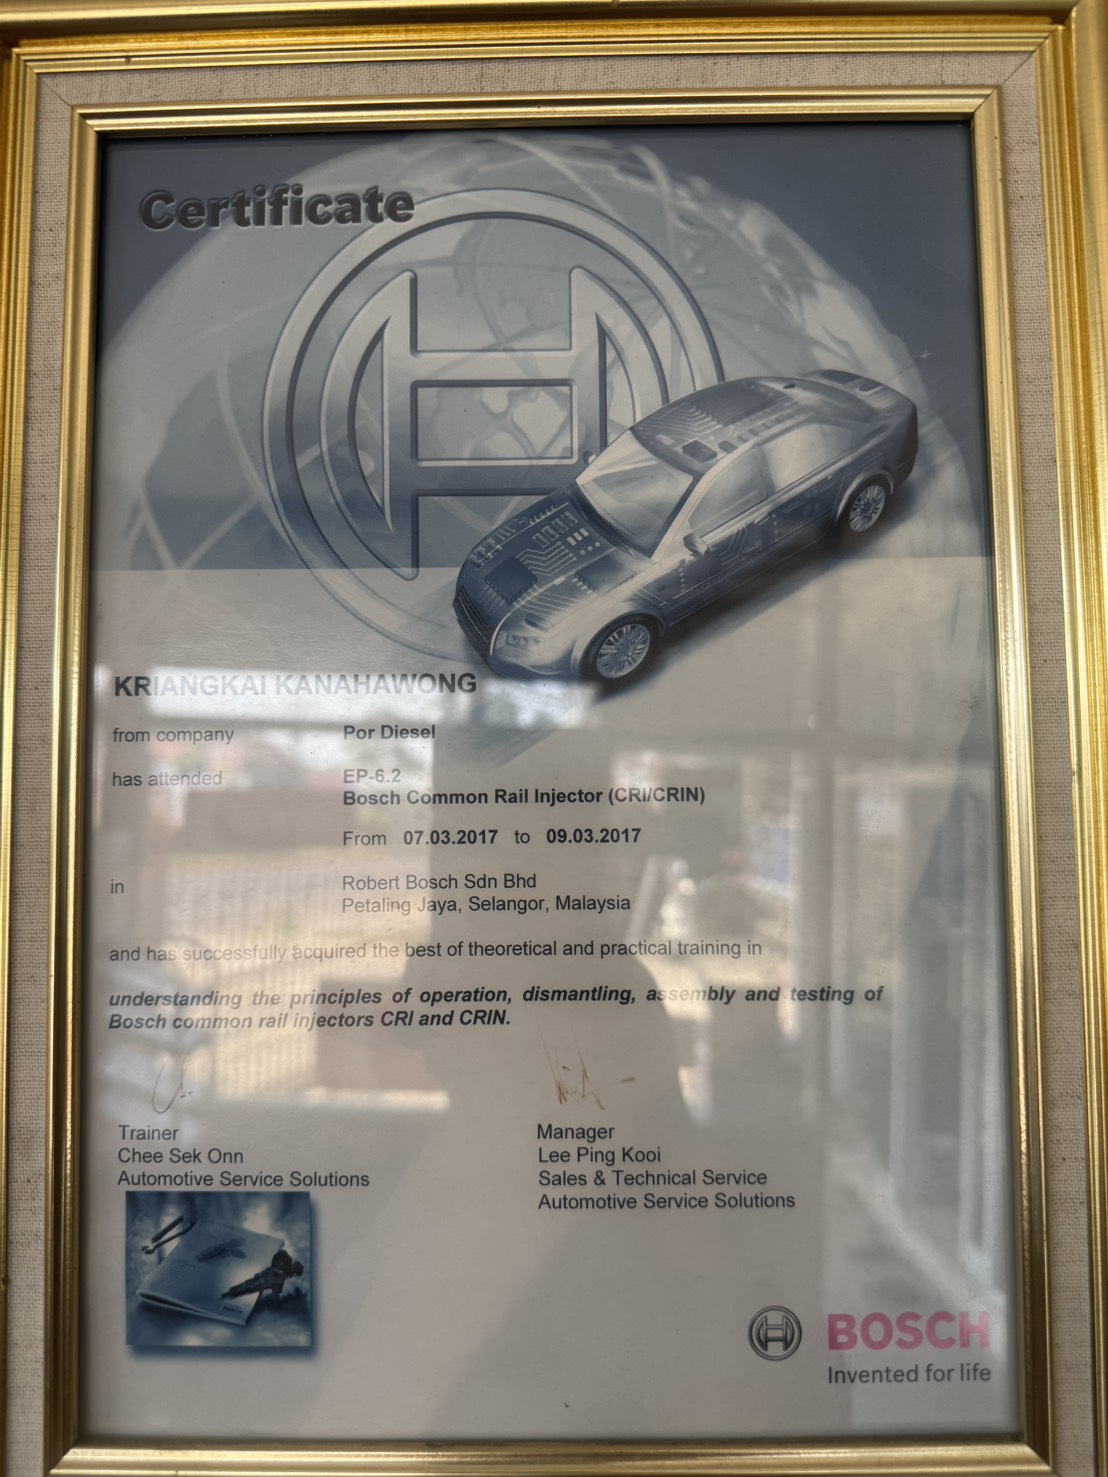 Certificate
KRIANGKAI KANAHAWONG
from company Por Diesel
has attended EP-6.2
Bosch Common Rail Injector (CRI/CRIN)
From 07.03.2017 to 09.03.2017
in Robert Bosch Sdn Bhd
Petaling Jaya, Selangor, Malaysia
and has successfully acquired the best of theoretical and practical training in
understanding the principles of operation, dismantling, assembly and testing of
Bosch common rail injectors CRI and CRIN.
Trainer
Chee Sek Onn
Automotive Service Solutions
Manager
Lee Ping Kooi
Sales & Technical Service
Automotive Service Solutions
BOSCH
Invented for life